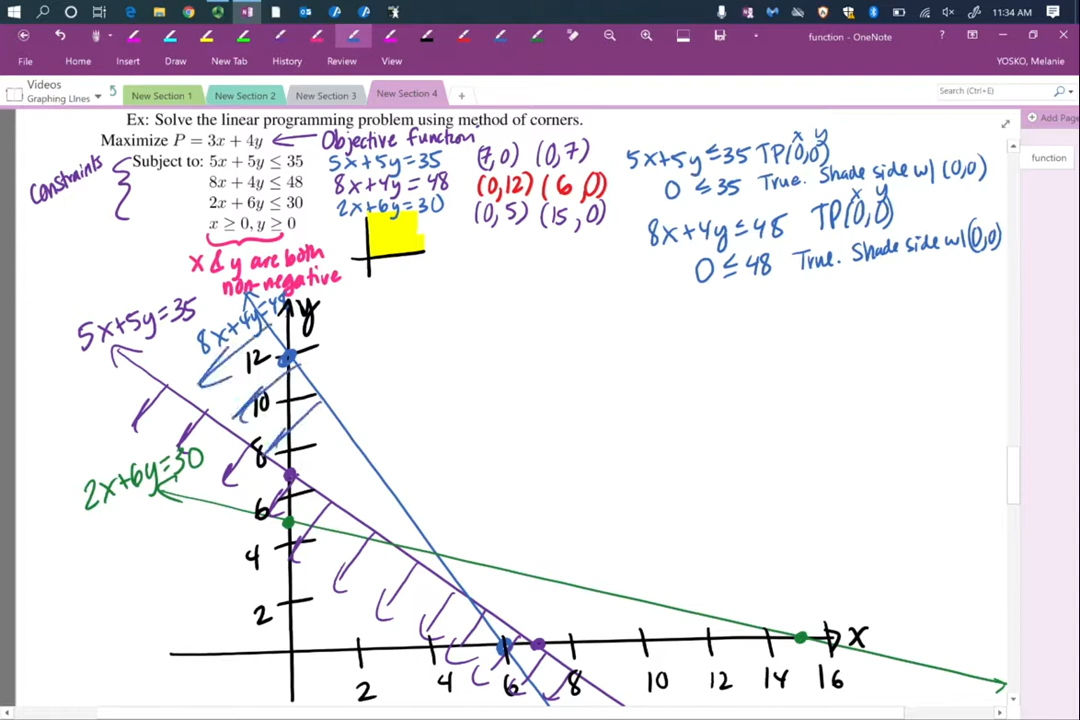 11:34 AM
function - OneNote
File Home Insert Draw New Tab History Review View
YOSKO, Melanie
Videos
Graphing LInes
5
New Section 1
New Section 2
New Section 3
New Section 4
Search (Ctrl+E)
Add Page
function
Ex: Solve the linear programming problem using method of corners.
Maximize P = 3x + 4y ← Objective function
Subject to: 5x + 5y ≤ 35
8x + 4y ≤ 48
2x + 6y ≤ 30
x ≥ 0, y ≥ 0
constraints
x & y are both
non-negative
5x+5y=35 (7,0) (0,7)
8x+4y=48 (0,12) (6,0)
2x+6y=30 (0,5) (15,0)
x y
5x+5y≤35 TP(0,0)
0 ≤ 35 True. Shade side w/ (0,0)
x y
8x+4y≤48 TP(0,0)
0 ≤ 48 True. Shade side w/ (0,0)
5x+5y=35
8x+4y=48
2x+6y=30
y
12
10
8
6
4
2
x
2 4 6 8 10 12 14 16